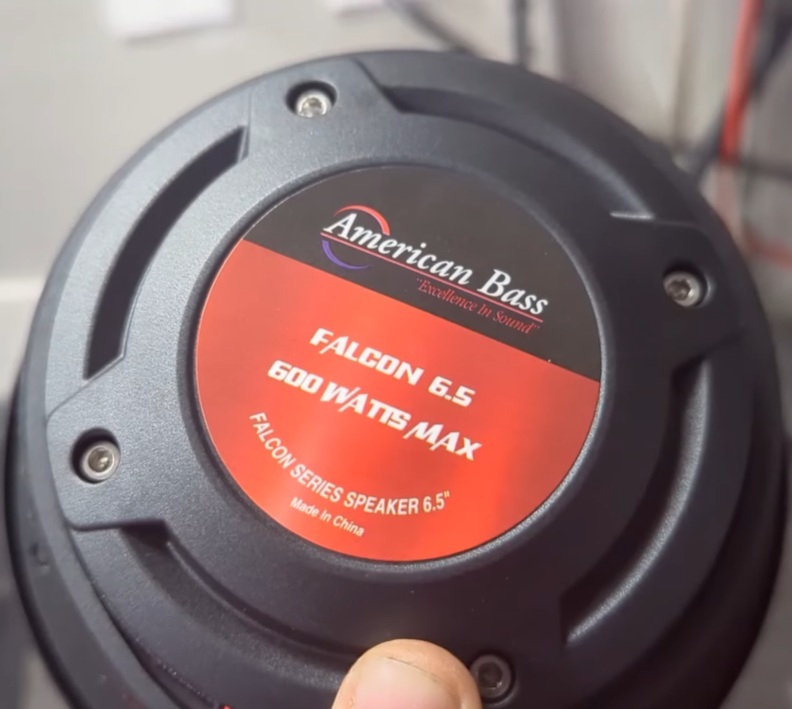 American Bass
"Excellence In Sound"
FALCON 6.5
600 WATTS MAX
FALCON SERIES SPEAKER 6.5"
Made In China